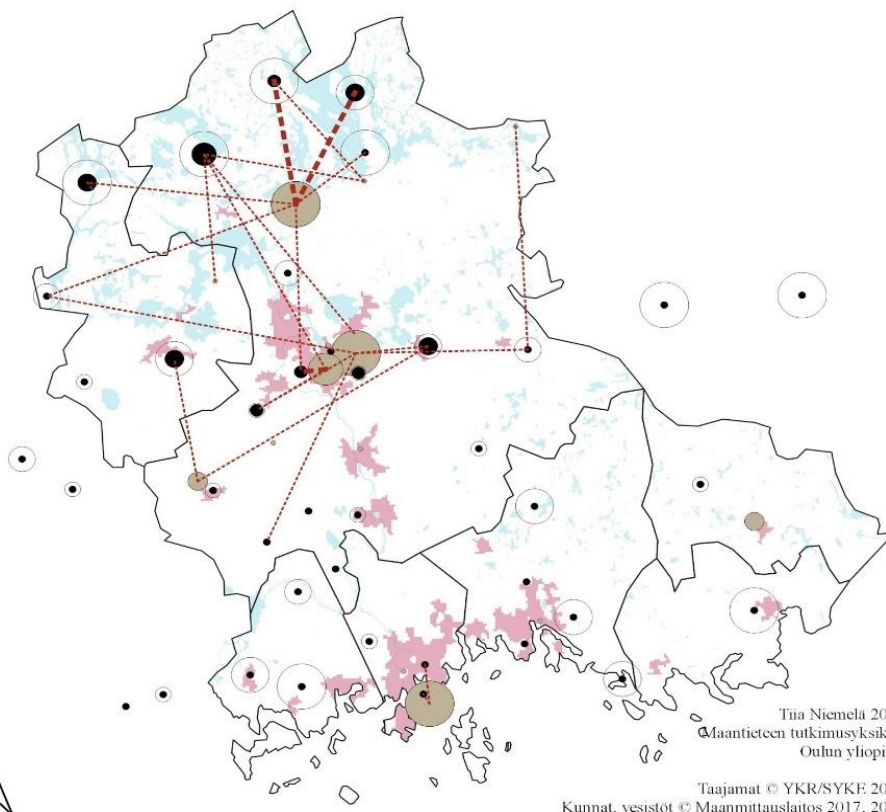 Tiia Niemelä 20
Maantieteen tutkimusyksik
Oulun yliopi
Taajamat © YKR/SYKE 20
Kunnat, vesistöt © Maanmittauslaitos 2017, 20